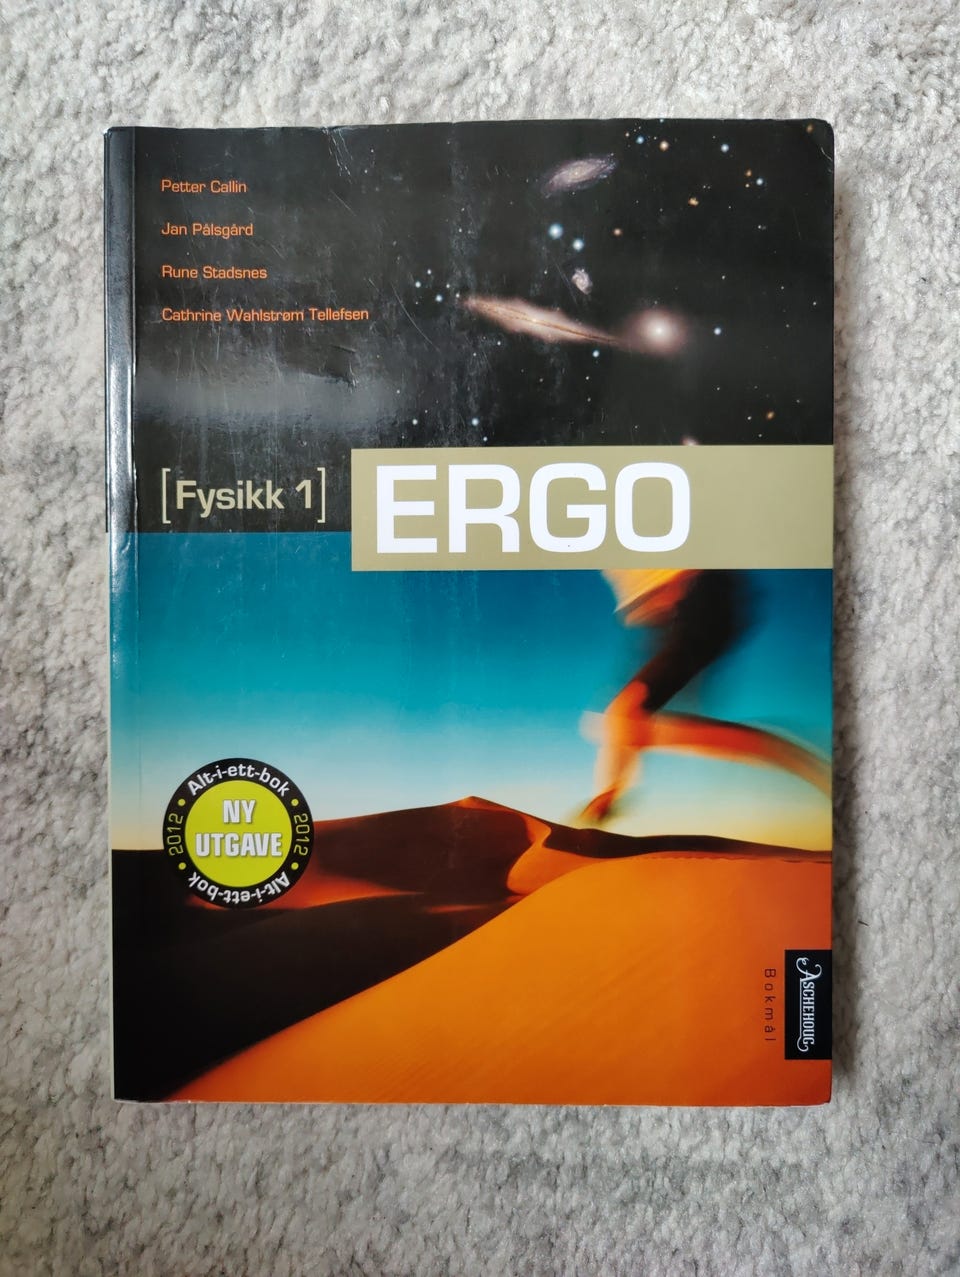 Petter Callin
Jan Pålsgård
Rune Stadsnes
Cathrine Wahlstrøm Tellefsen
[Fysikk 1]
ERGO
Alt-i-ett-bok
2012
NY
UTGAVE
2012
Alt-i-ett-bok
Bokmål
ASCHEHOUG